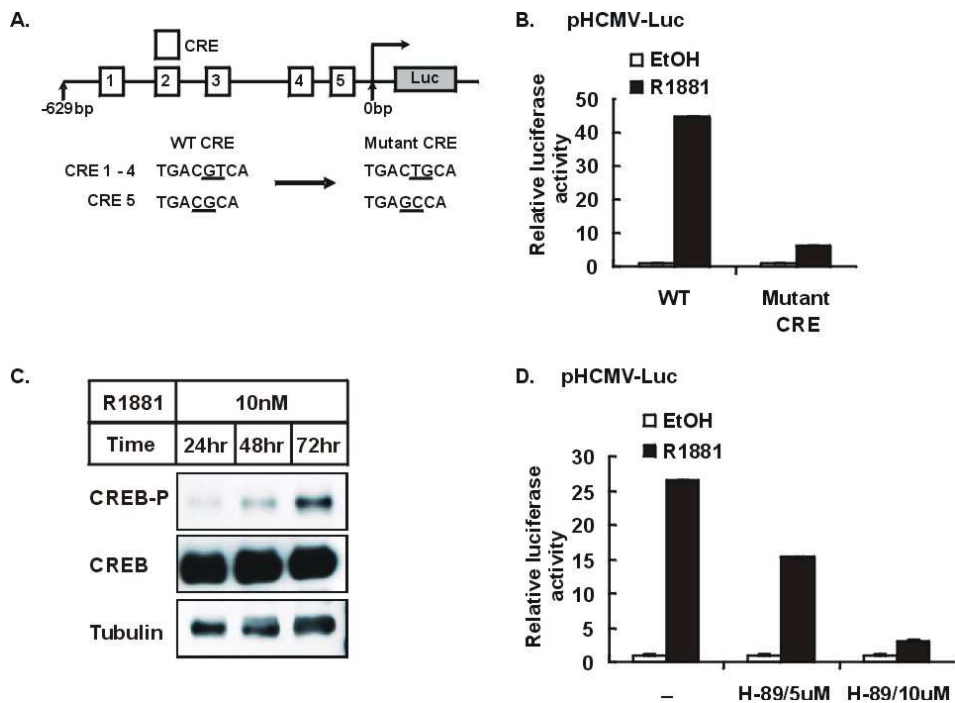 A.
CRE
1 2 3 4 5 Luc
-629bp 0bp
WT CRE Mutant CRE
CRE 1 - 4 TGACGTCA TGACTGCA
CRE 5 TGACGCA TGAGCCA
B. pHCMV-Luc
EtOH
R1881
Relative luciferase activity
50
40
30
20
10
0
WT Mutant CRE
C.
R1881 10nM
Time 24hr 48hr 72hr
CREB-P
CREB
Tubulin
D. pHCMV-Luc
EtOH
R1881
Relative luciferase activity
30
25
20
15
10
5
0
– H-89/5uM H-89/10uM